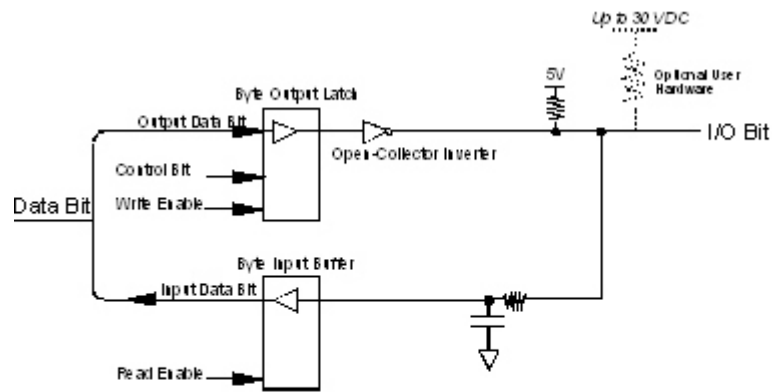 Up to 30 VDC
5V
Optional User
Hardware
Byte Output Latch
Output Data Bit
I/O Bit
Open-Collector Inverter
Control Bit
Write Enable
Data Bit
Byte Input Buffer
Input Data Bit
Read Enable